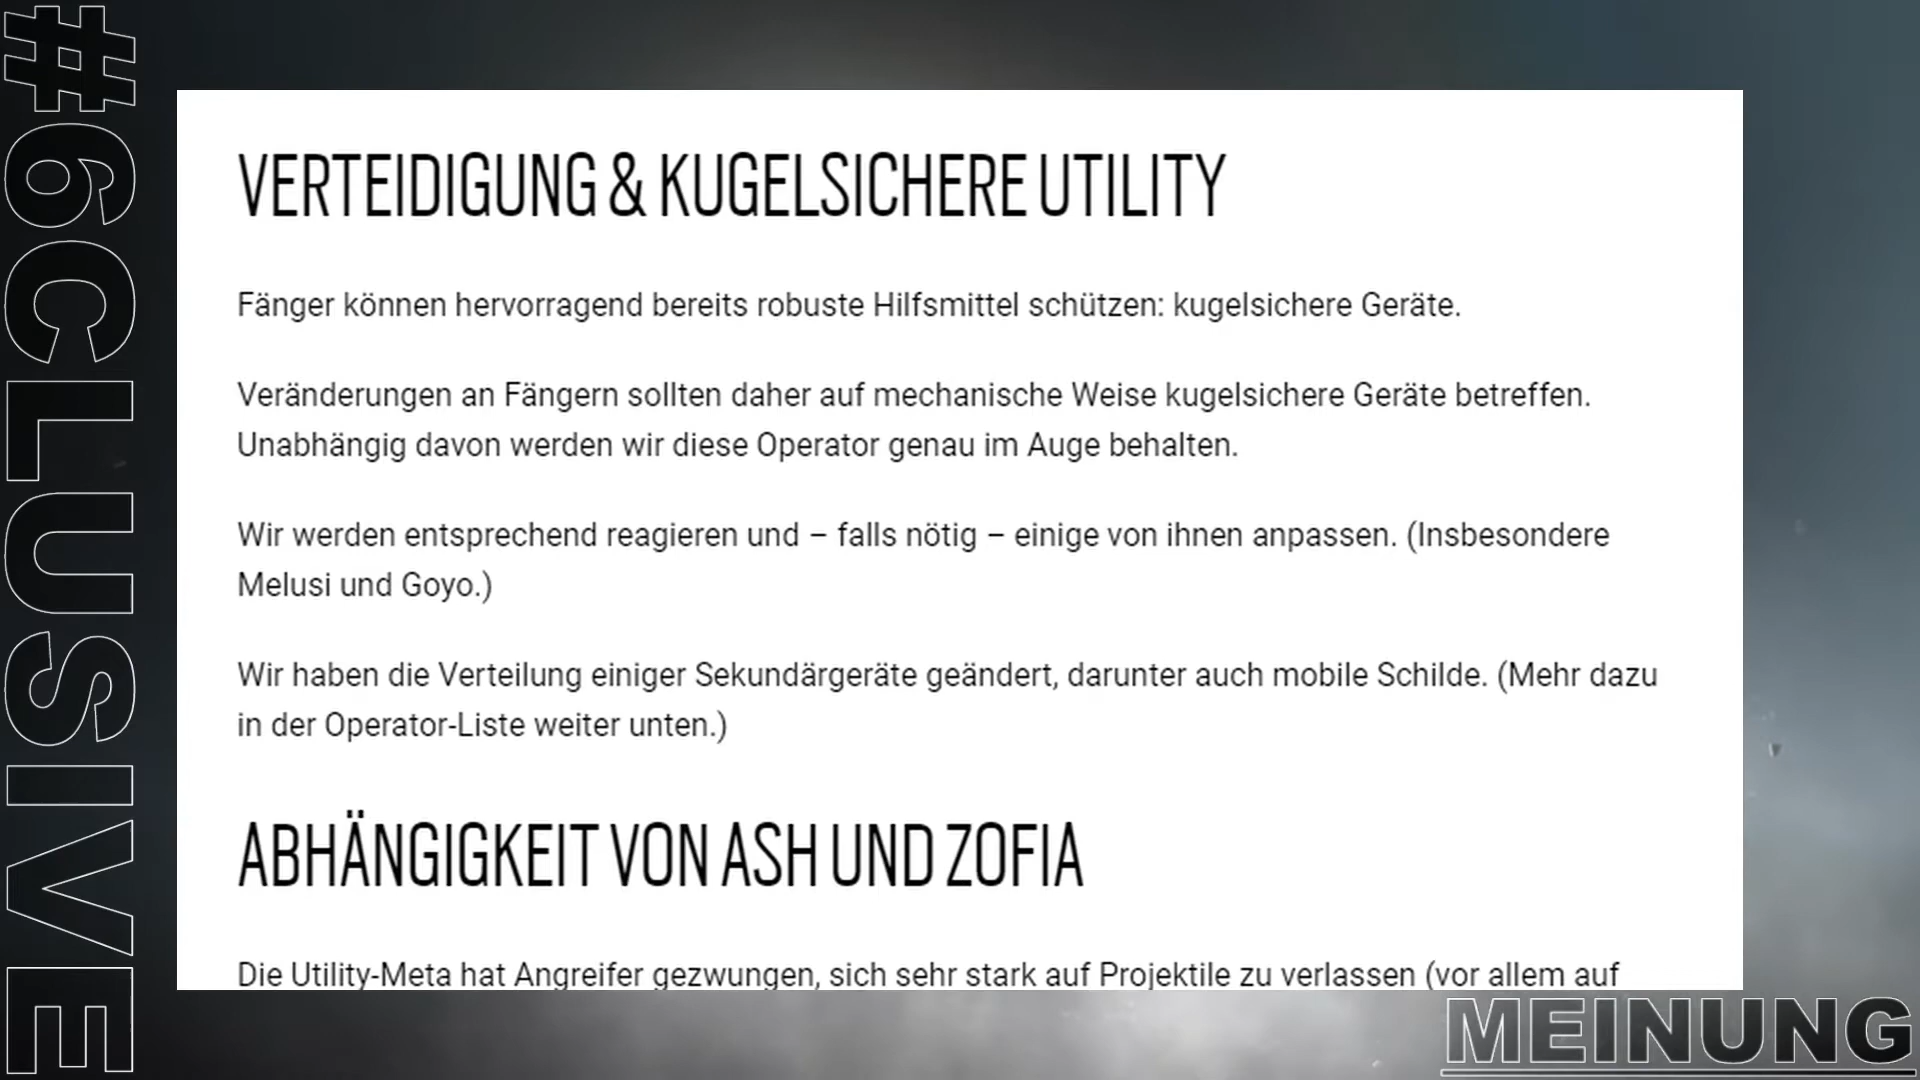 #6CLUSIVE
VERTEIDIGUNG & KUGELSICHERE UTILITY
Fänger können hervorragend bereits robuste Hilfsmittel schützen: kugelsichere Geräte.
Veränderungen an Fängern sollten daher auf mechanische Weise kugelsichere Geräte betreffen.
Unabhängig davon werden wir diese Operator genau im Auge behalten.
Wir werden entsprechend reagieren und – falls nötig – einige von ihnen anpassen. (Insbesondere
Melusi und Goyo.)
Wir haben die Verteilung einiger Sekundärgeräte geändert, darunter auch mobile Schilde. (Mehr dazu
in der Operator-Liste weiter unten.)
ABHÄNGIGKEIT VON ASH UND ZOFIA
Die Utility-Meta hat Angreifer gezwungen, sich sehr stark auf Projektile zu verlassen (vor allem auf
MEINUNG